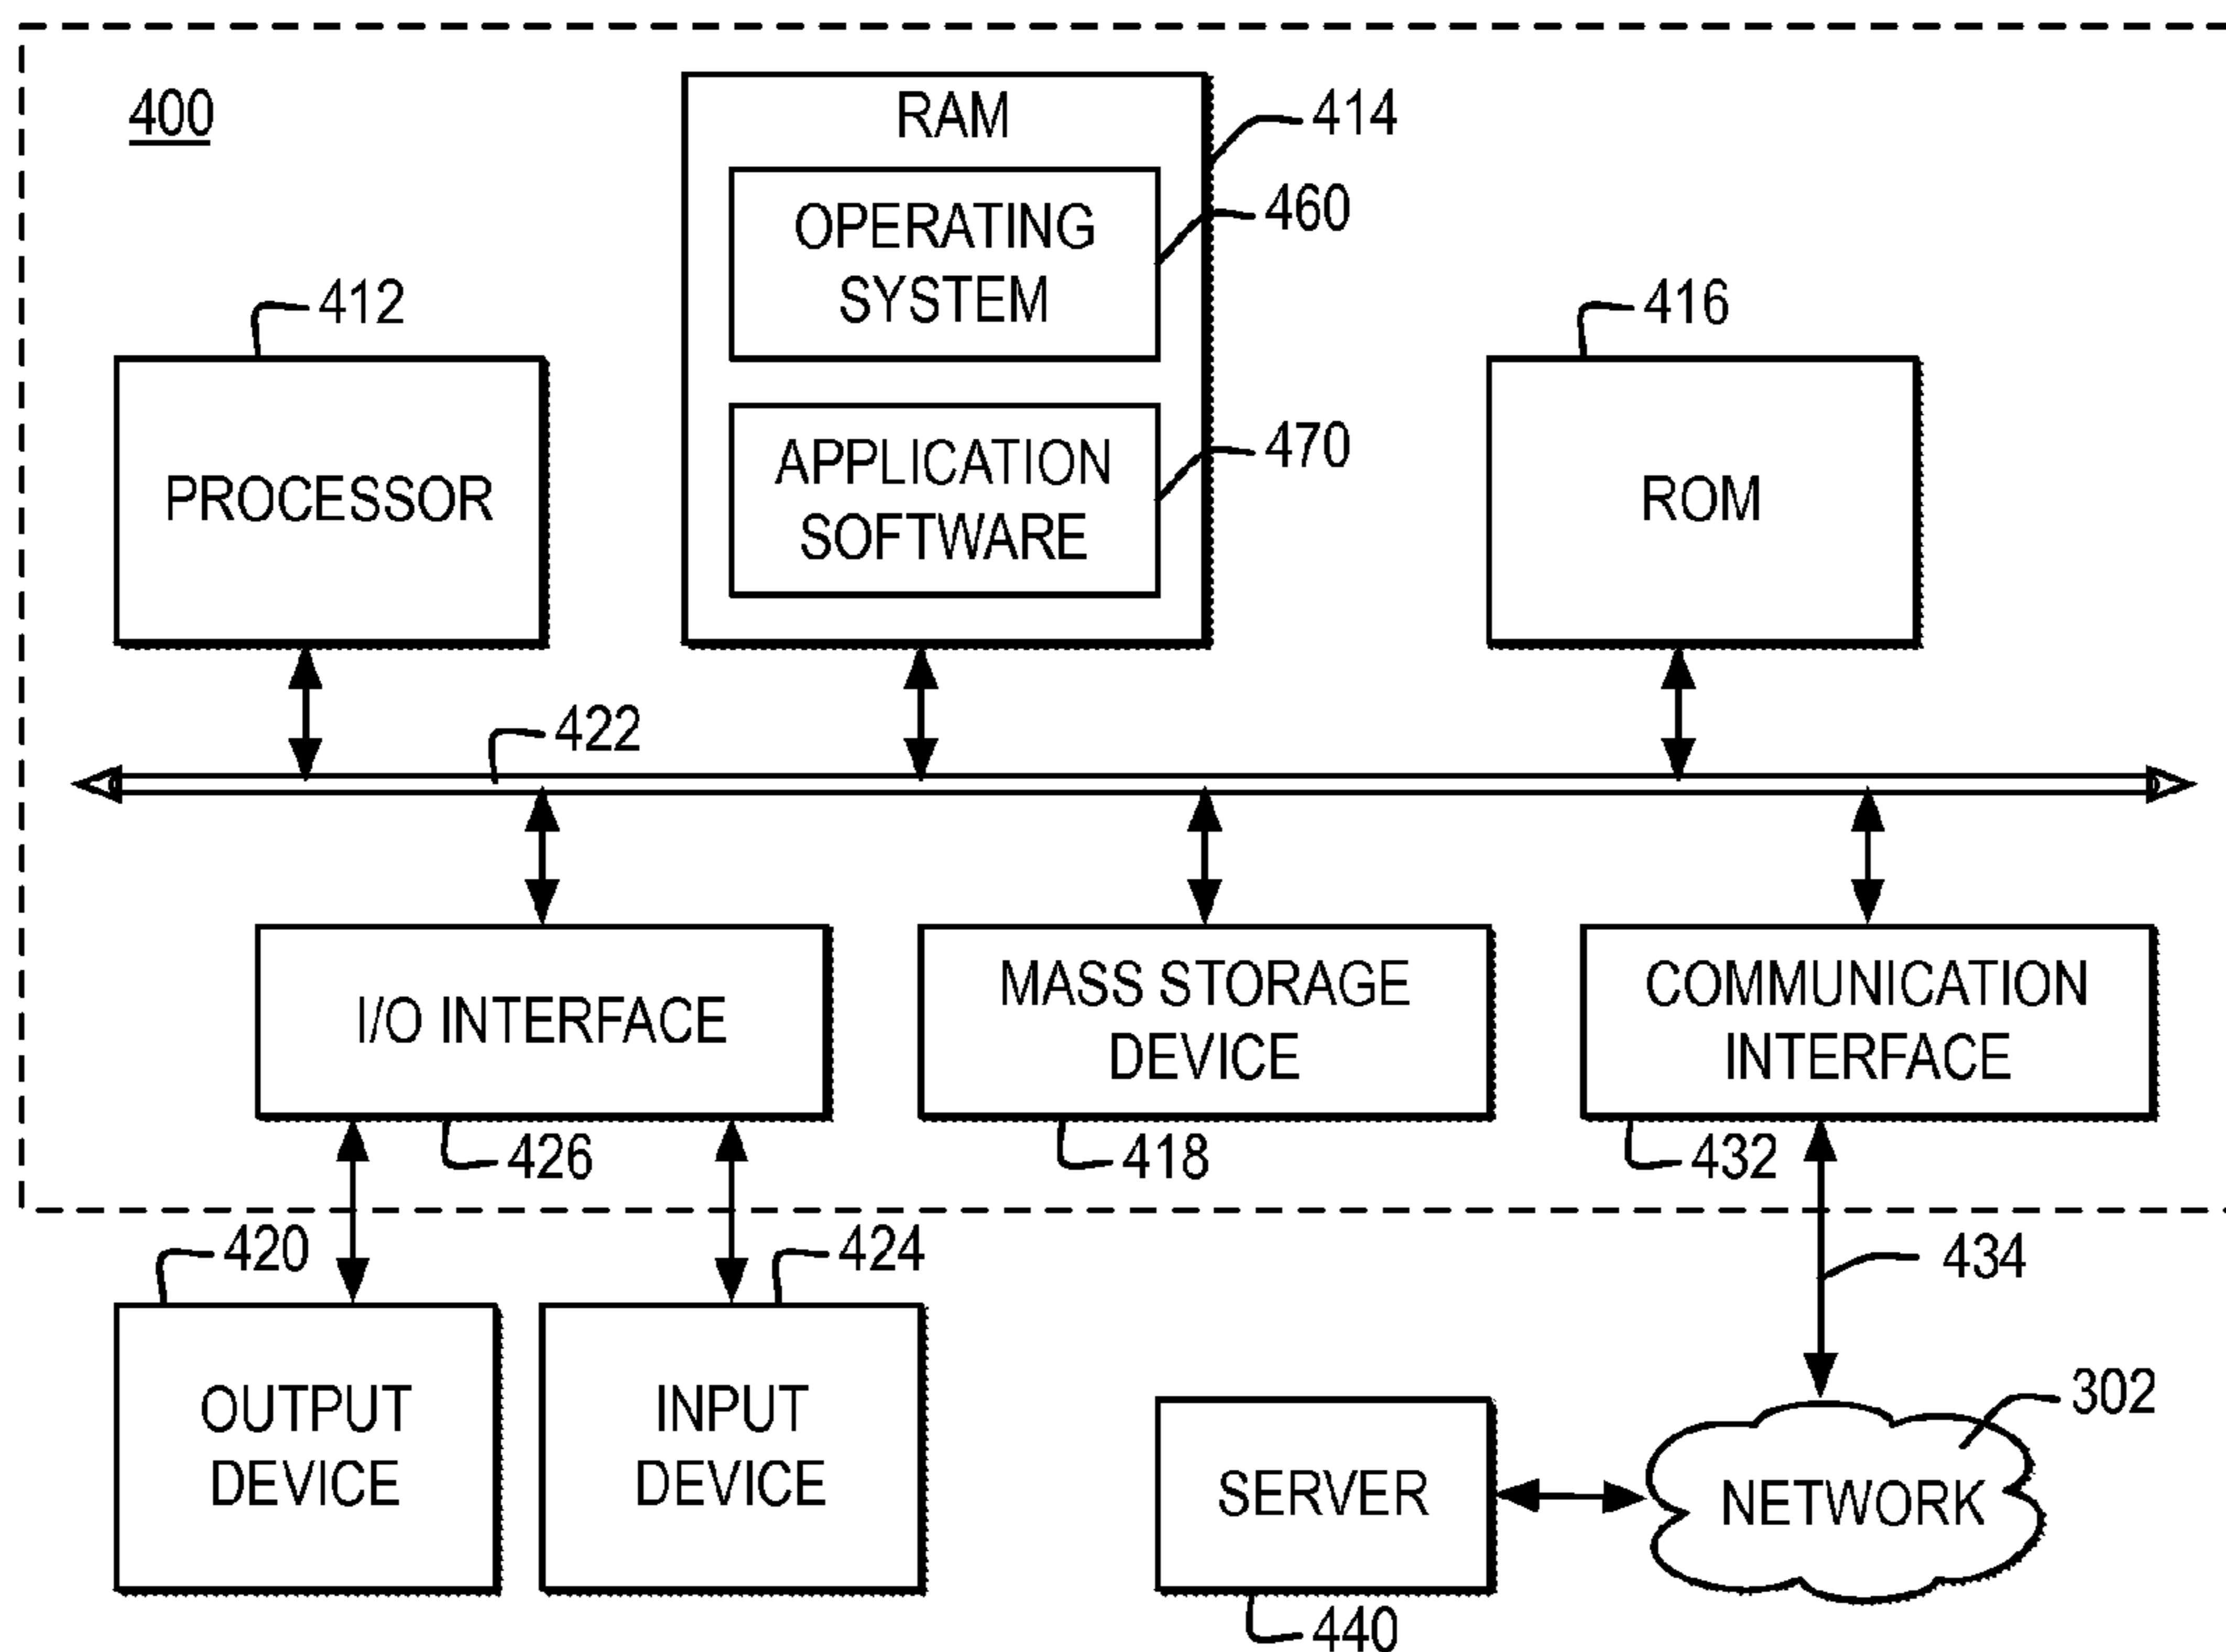 400
RAM
414
OPERATING
SYSTEM
460
412
416
PROCESSOR
APPLICATION
SOFTWARE
470
ROM
422
I/O INTERFACE
MASS STORAGE
DEVICE
COMMUNICATION
INTERFACE
426
418
432
420
424
434
OUTPUT
DEVICE
INPUT
DEVICE
SERVER
302
NETWORK
440